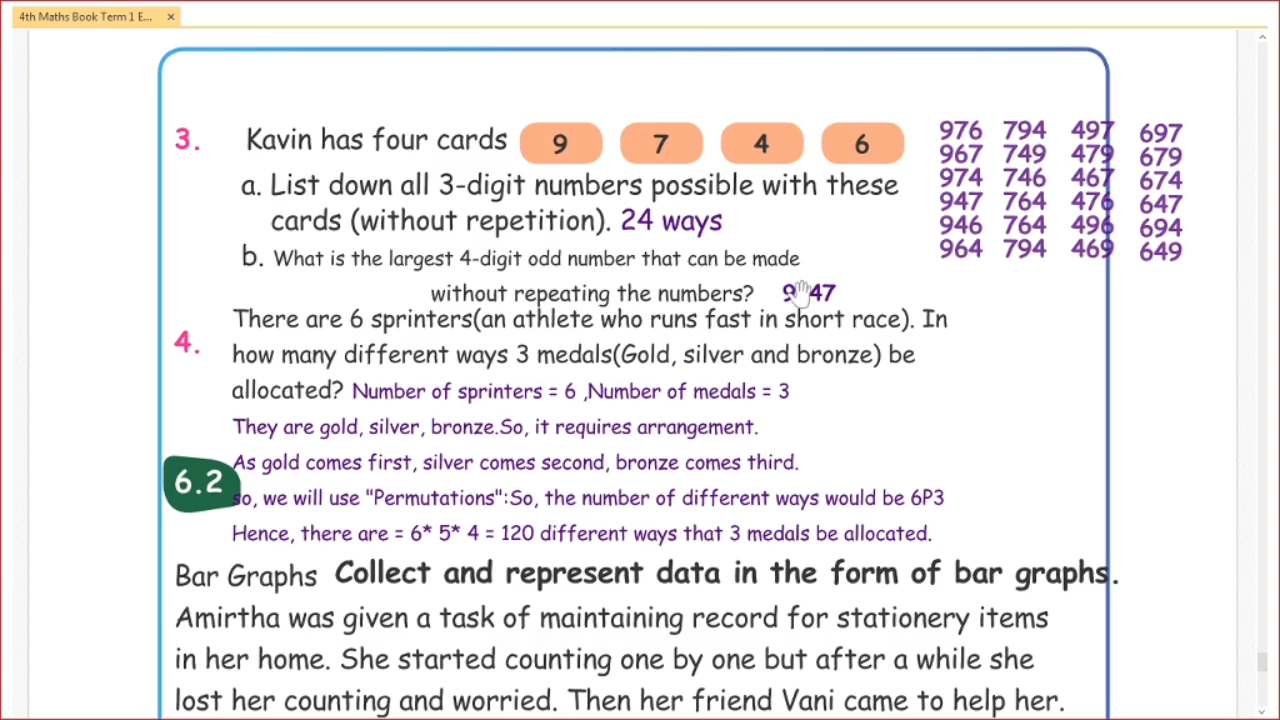 4th Maths Book Term 1 E...
3. Kavin has four cards 9 7 4 6
a. List down all 3-digit numbers possible with these
cards (without repetition). 24 ways
976 794 497 697
967 749 479 679
974 746 467 674
947 764 476 647
946 764 496 694
964 794 469 649
b. What is the largest 4-digit odd number that can be made
without repeating the numbers?
4. There are 6 sprinters(an athlete who runs fast in short race). In
how many different ways 3 medals(Gold, silver and bronze) be
allocated? Number of sprinters = 6 ,Number of medals = 3
They are gold, silver, bronze.So, it requires arrangement.
As gold comes first, silver comes second, bronze comes third.
so, we will use "Permutations":So, the number of different ways would be 6P3
Hence, there are = 6* 5* 4 = 120 different ways that 3 medals be allocated.
6.2
Bar Graphs Collect and represent data in the form of bar graphs.
Amirtha was given a task of maintaining record for stationery items
in her home. She started counting one by one but after a while she
lost her counting and worried. Then her friend Vani came to help her.